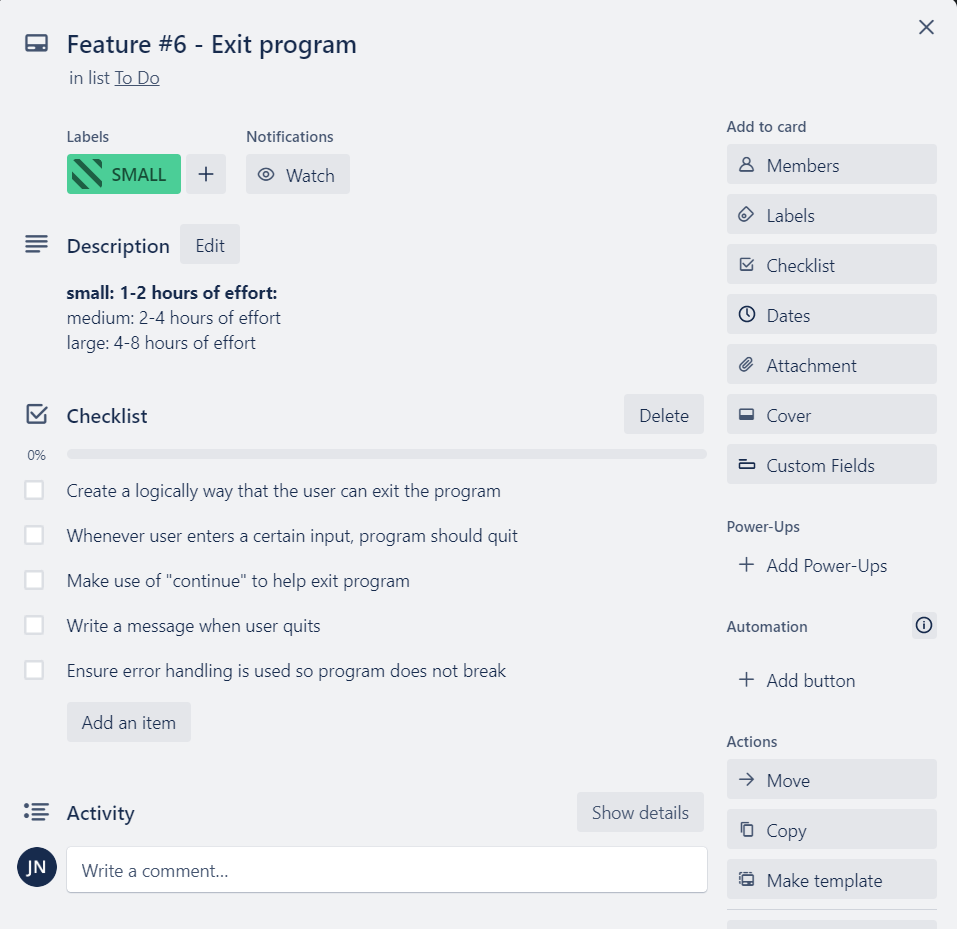 Feature #6 - Exit program
in list To Do
Labels
Notifications
SMALL
Watch
Description
Edit
small: 1-2 hours of effort:
medium: 2-4 hours of effort
large: 4-8 hours of effort
Checklist
Delete
0%
Create a logically way that the user can exit the program
Whenever user enters a certain input, program should quit
Make use of "continue" to help exit program
Write a message when user quits
Ensure error handling is used so program does not break
Add an item
Activity
Show details
JN
Write a comment...
Add to card
Members
Labels
Checklist
Dates
Attachment
Cover
Custom Fields
Power-Ups
Add Power-Ups
Automation
Add button
Actions
Move
Copy
Make template